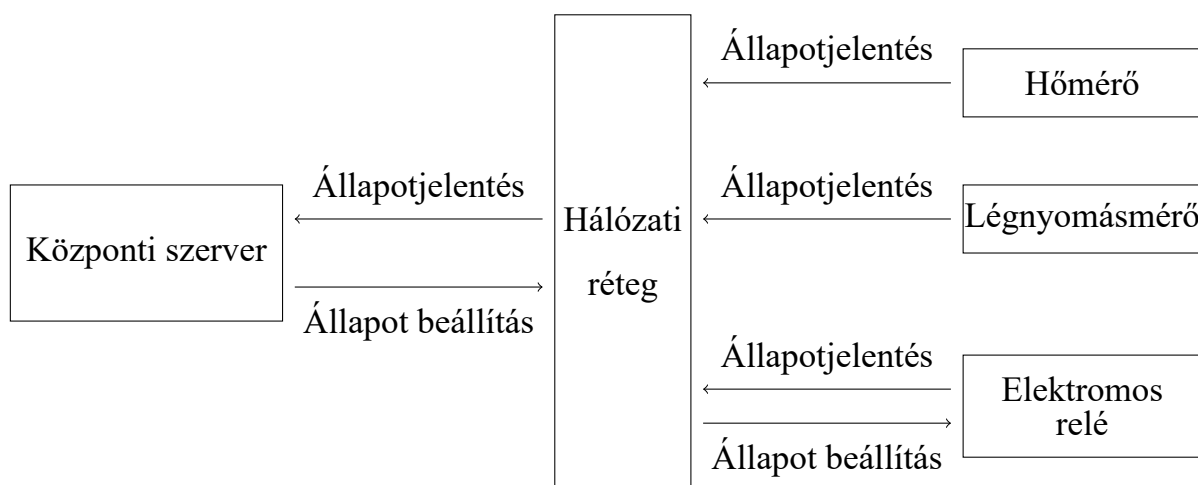 Állapotjelentés
Hőmérő
Állapotjelentés
Állapotjelentés
Légnyomásmérő
Központi szerver
Hálózati
réteg
Állapot beállítás
Állapotjelentés
Elektromos
relé
Állapot beállítás